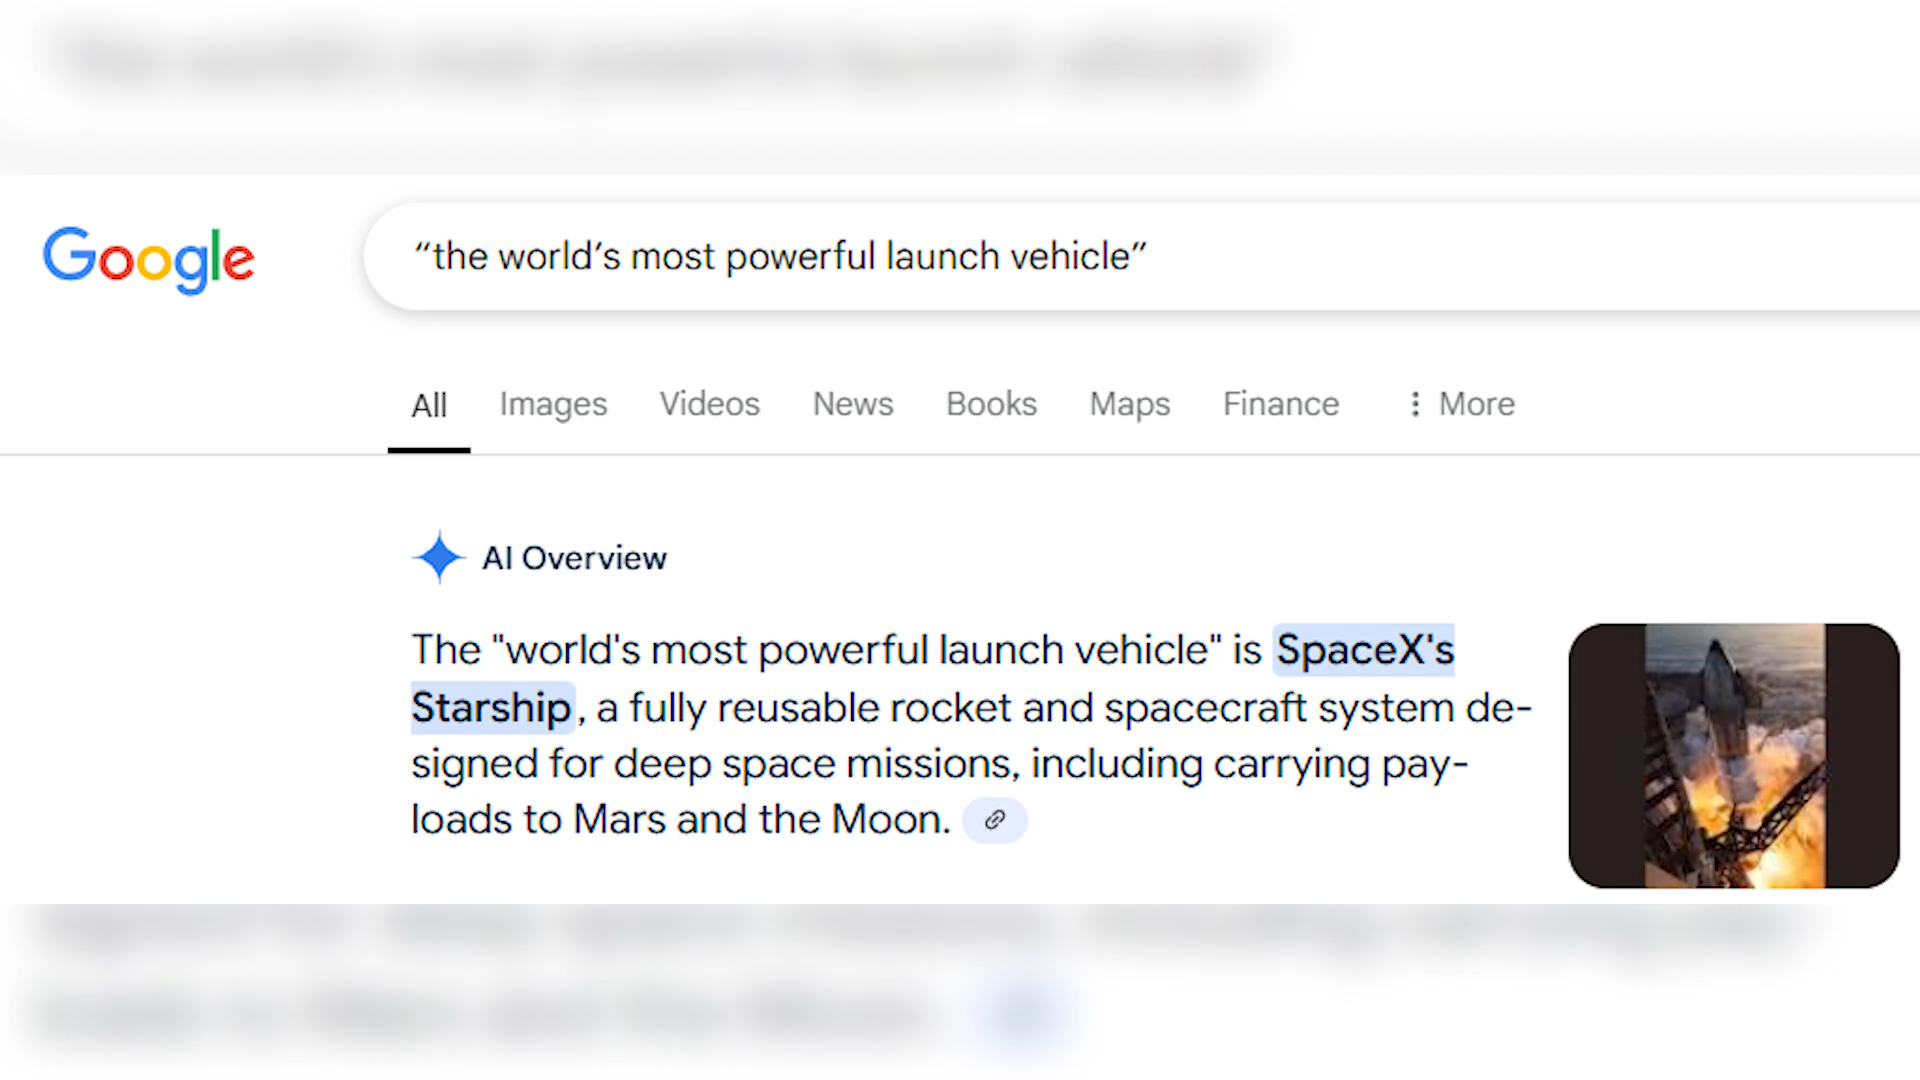 Google
“the world’s most powerful launch vehicle”
All Images Videos News Books Maps Finance More
AI Overview
The "world's most powerful launch vehicle" is SpaceX's
Starship, a fully reusable rocket and spacecraft system de-
signed for deep space missions, including carrying pay-
loads to Mars and the Moon.